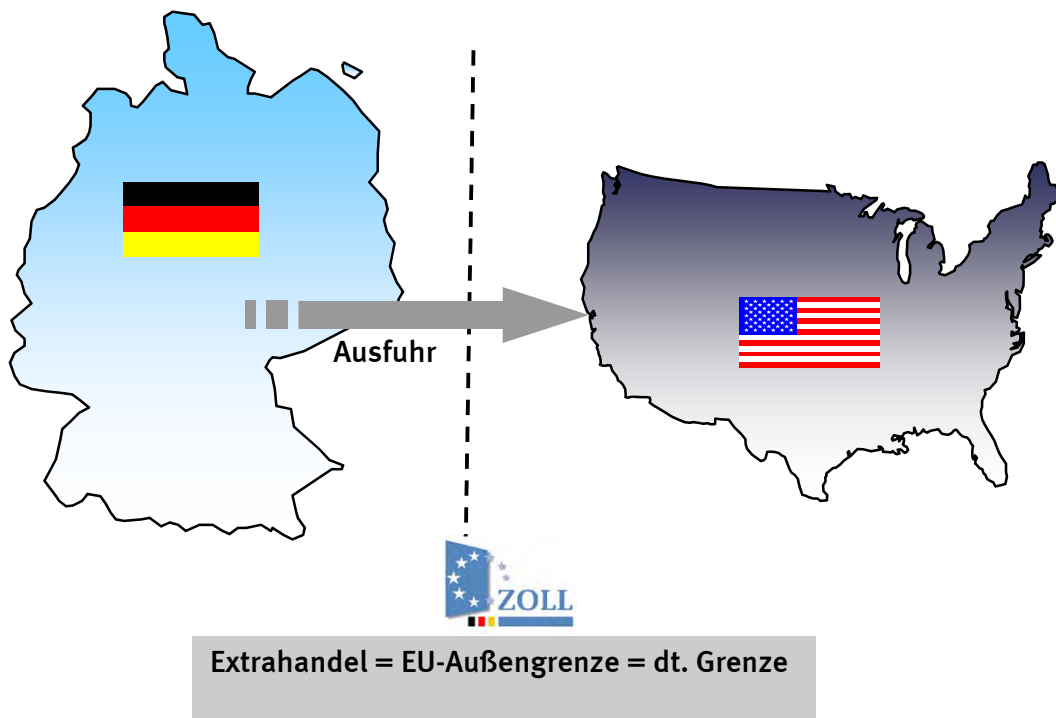 Ausfuhr
ZOLL
Extrahandel = EU-Außengrenze = dt. Grenze